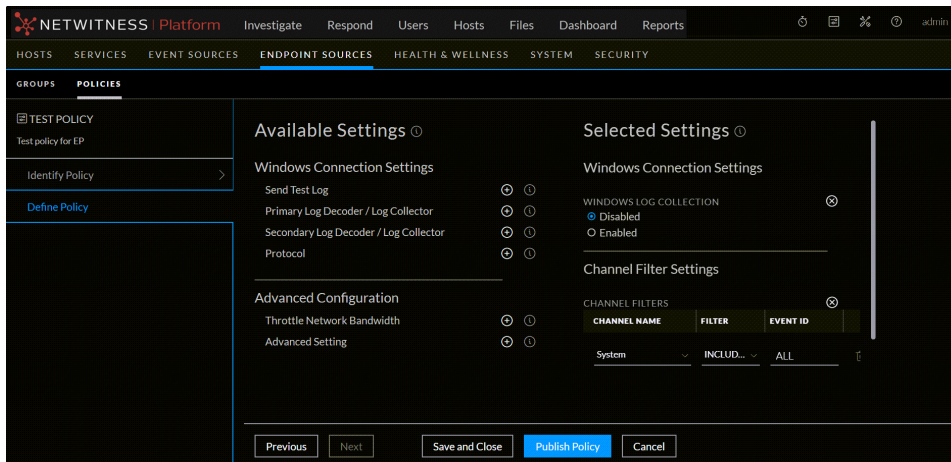 NETWITNESS Platform Investigate Respond Users Hosts Files Dashboard Reports admin
HOSTS SERVICES EVENT SOURCES ENDPOINT SOURCES HEALTH & WELLNESS SYSTEM SECURITY
GROUPS POLICIES
TEST POLICY
Test policy for EP
Identify Policy
Define Policy
Available Settings
Windows Connection Settings
Send Test Log
Primary Log Decoder / Log Collector
Secondary Log Decoder / Log Collector
Protocol
Advanced Configuration
Throttle Network Bandwidth
Advanced Setting
Selected Settings
Windows Connection Settings
WINDOWS LOG COLLECTION
Disabled
Enabled
Channel Filter Settings
CHANNEL FILTERS
CHANNEL NAME FILTER EVENT ID
System INCLUD... ALL
Previous Next Save and Close Publish Policy Cancel